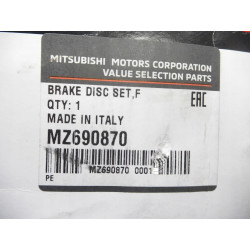 MITSUBISHI MOTORS CORPORATION
VALUE SELECTION PARTS
BRAKE DISC SET,F
EAC
QTY: 1
MADE IN ITALY
MZ690870
MZ690870 0001
PE